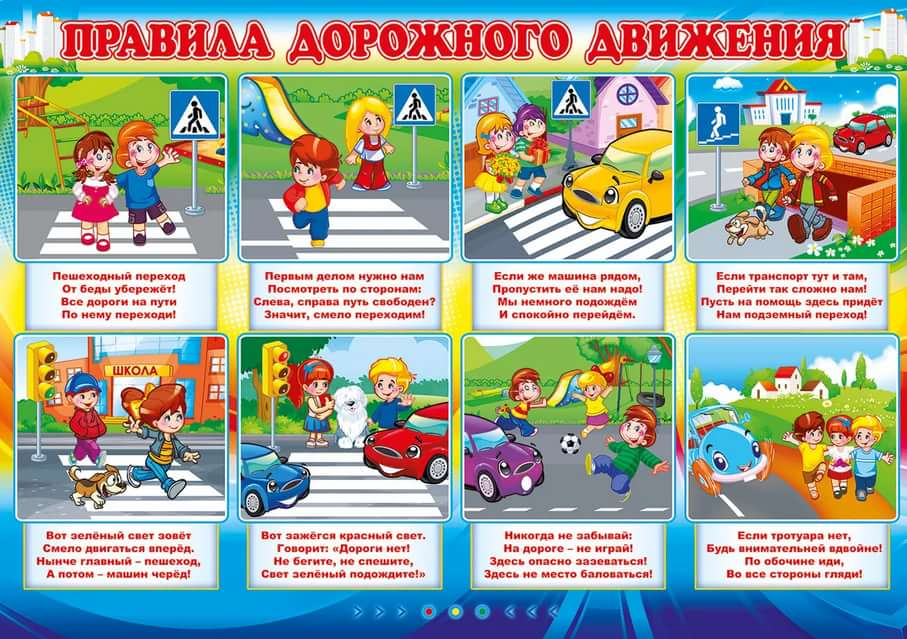 ПРАВИЛА ДОРОЖНОГО ДВИЖЕНИЯ
Пешеходный переход
От беды убережёт!
Все дороги на пути
По нему переходи!
Первым делом нужно нам
Посмотреть по сторонам:
Слева, справа путь свободен?
Значит, смело переходим!
Если же машина рядом,
Пропустить её нам надо!
Мы немного подождём
И спокойно перейдём.
Если транспорт тут и там,
Перейти так сложно нам!
Пусть на помощь здесь придёт
Нам подземный переход!
ШКОЛА
Вот зелёный свет зовёт
Смело двигаться вперёд.
Нынче главный – пешеход,
А потом – машин черёд!
Вот зажёгся красный свет.
Говорит: «Дороги нет!
Не бегите, не спешите,
Свет зелёный подождите!»
Никогда не забывай:
На дороге – не играй!
Здесь опасно зазеваться!
Здесь не место баловаться!
Если тротуара нет,
Будь внимательней вдвойне!
По обочине иди,
Во все стороны гляди!